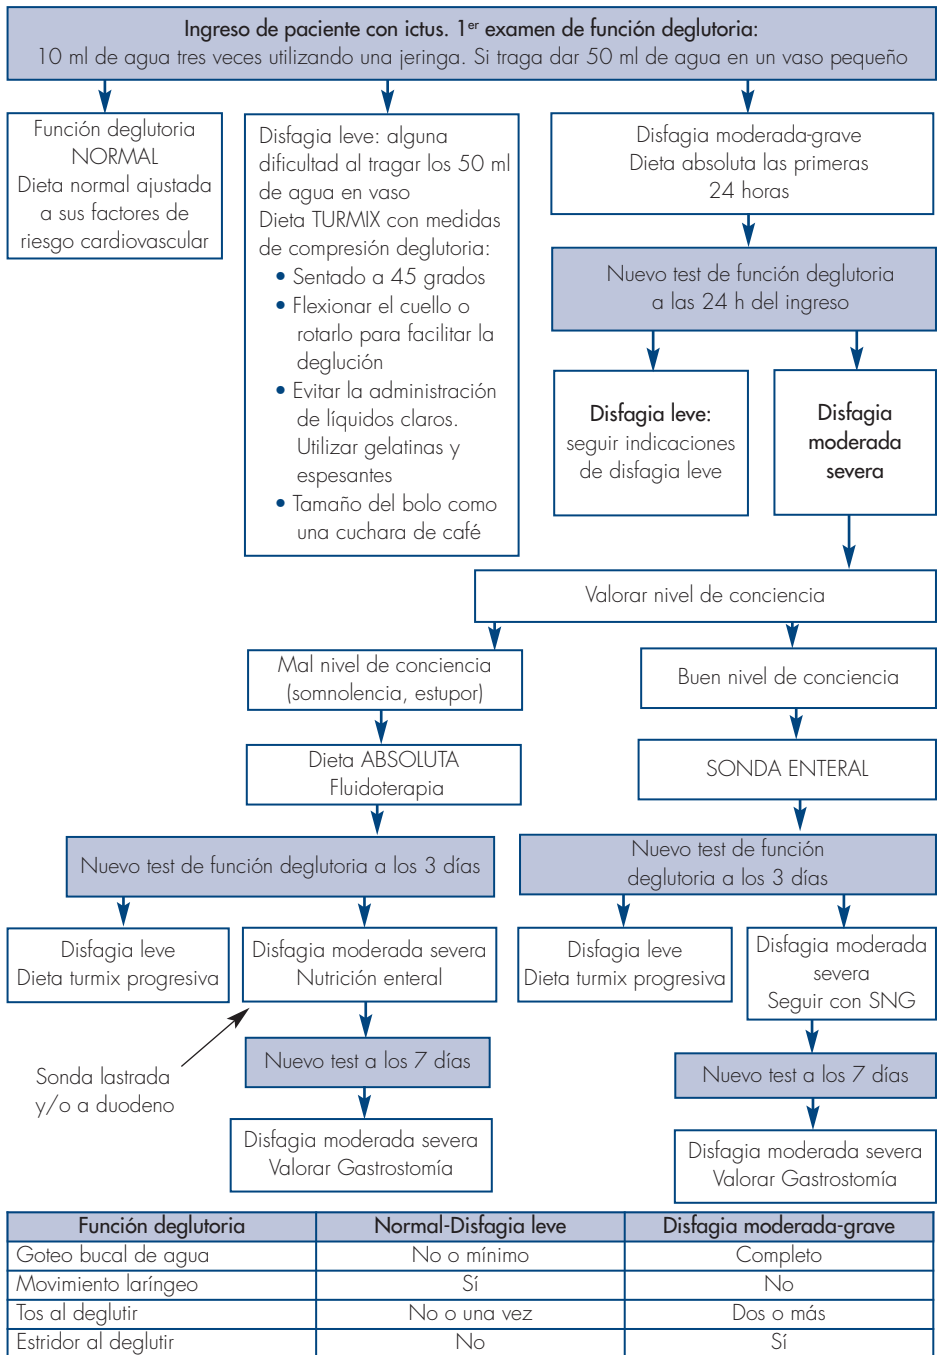 Ingreso de paciente con ictus. 1er examen de función deglutoria:
10 ml de agua tres veces utilizando una jeringa. Si traga dar 50 ml de agua en un vaso pequeño
Función deglutoria
NORMAL
Dieta normal ajustada
a sus factores de
riesgo cardiovascular
Disfagia leve: alguna
dificultad al tragar los 50 ml
de agua en vaso
Dieta TURMIX con medidas
de compresión deglutoria:
• Sentado a 45 grados
• Flexionar el cuello o
rotarlo para facilitar la
deglución
• Evitar la administración
de líquidos claros.
Utilizar gelatinas y
espesantes
• Tamaño del bolo como
una cuchara de café
Disfagia moderada-grave
Dieta absoluta las primeras
24 horas
Nuevo test de función deglutoria
a las 24 h del ingreso
Disfagia leve:
seguir indicaciones
de disfagia leve
Disfagia
moderada
severa
Valorar nivel de conciencia
Mal nivel de conciencia
(somnolencia, estupor)
Buen nivel de conciencia
Dieta ABSOLUTA
Fluidoterapia
SONDA ENTERAL
Nuevo test de función deglutoria a los 3 días
Nuevo test de función
deglutoria a los 3 días
Disfagia leve
Dieta turmix progresiva
Disfagia moderada severa
Nutrición enteral
Disfagia leve
Dieta turmix progresiva
Disfagia moderada
severa
Seguir con SNG
Sonda lastrada
y/o a duodeno
Nuevo test a los 7 días
Nuevo test a los 7 días
Disfagia moderada severa
Valorar Gastrostomía
Disfagia moderada severa
Valorar Gastrostomía
Función deglutoria Normal-Disfagia leve Disfagia moderada-grave
Goteo bucal de agua No o mínimo Completo
Movimiento laríngeo Sí No
Tos al deglutir No o una vez Dos o más
Estridor al deglutir No Sí